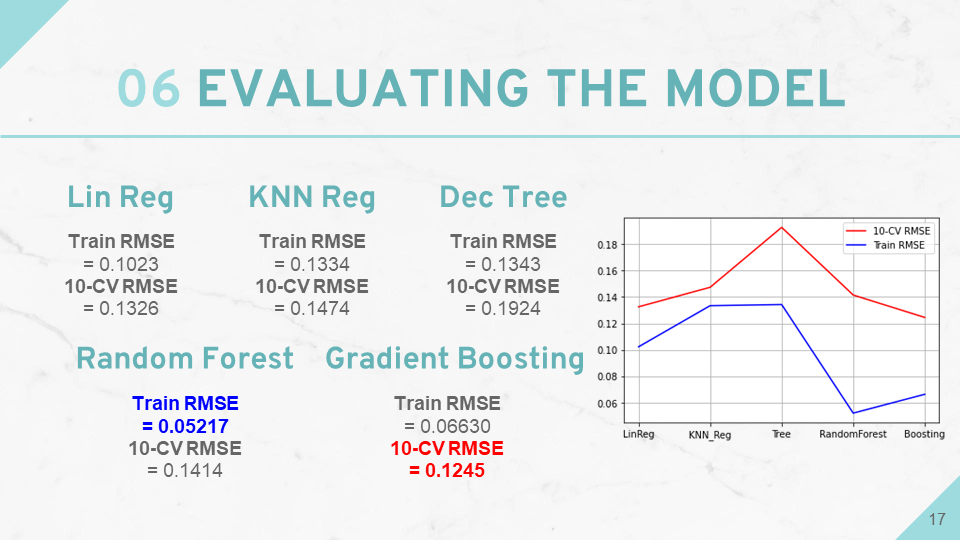 06 EVALUATING THE MODEL
Lin Reg
Train RMSE
= 0.1023
10-CV RMSE
= 0.1326
KNN Reg
Train RMSE
= 0.1334
10-CV RMSE
= 0.1474
Dec Tree
Train RMSE
= 0.1343
10-CV RMSE
= 0.1924
Random Forest
Train RMSE
= 0.05217
10-CV RMSE
= 0.1414
Gradient Boosting
Train RMSE
= 0.06630
10-CV RMSE
= 0.1245
10-CV RMSE
Train RMSE
0.18
0.16
0.14
0.12
0.10
0.08
0.06
LinReg KNN_Reg Tree RandomForest Boosting
17